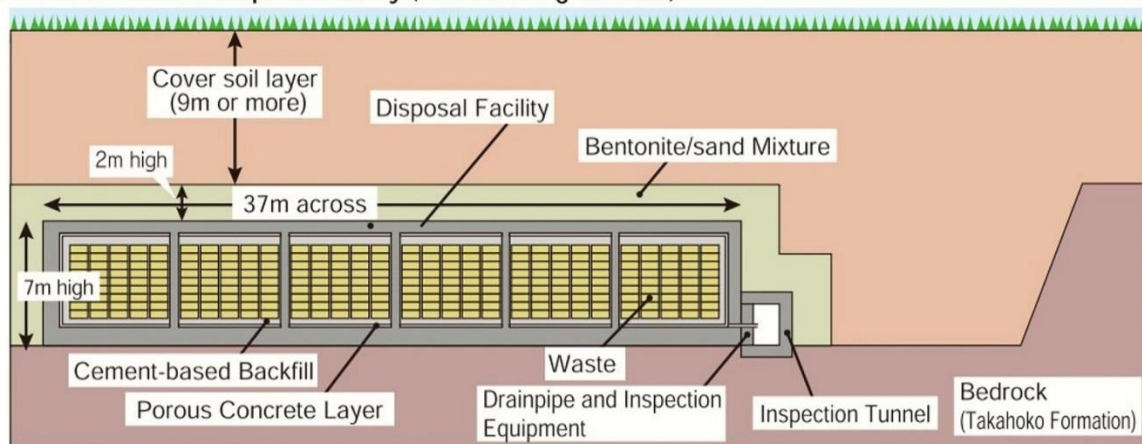 Cover soil layer
(9m or more)
Disposal Facility
Bentonite/sand Mixture
2m high
37m across
7m high
Cement-based Backfill
Porous Concrete Layer
Waste
Drainpipe and Inspection
Equipment
Inspection Tunnel
Bedrock
(Takahoko Formation)